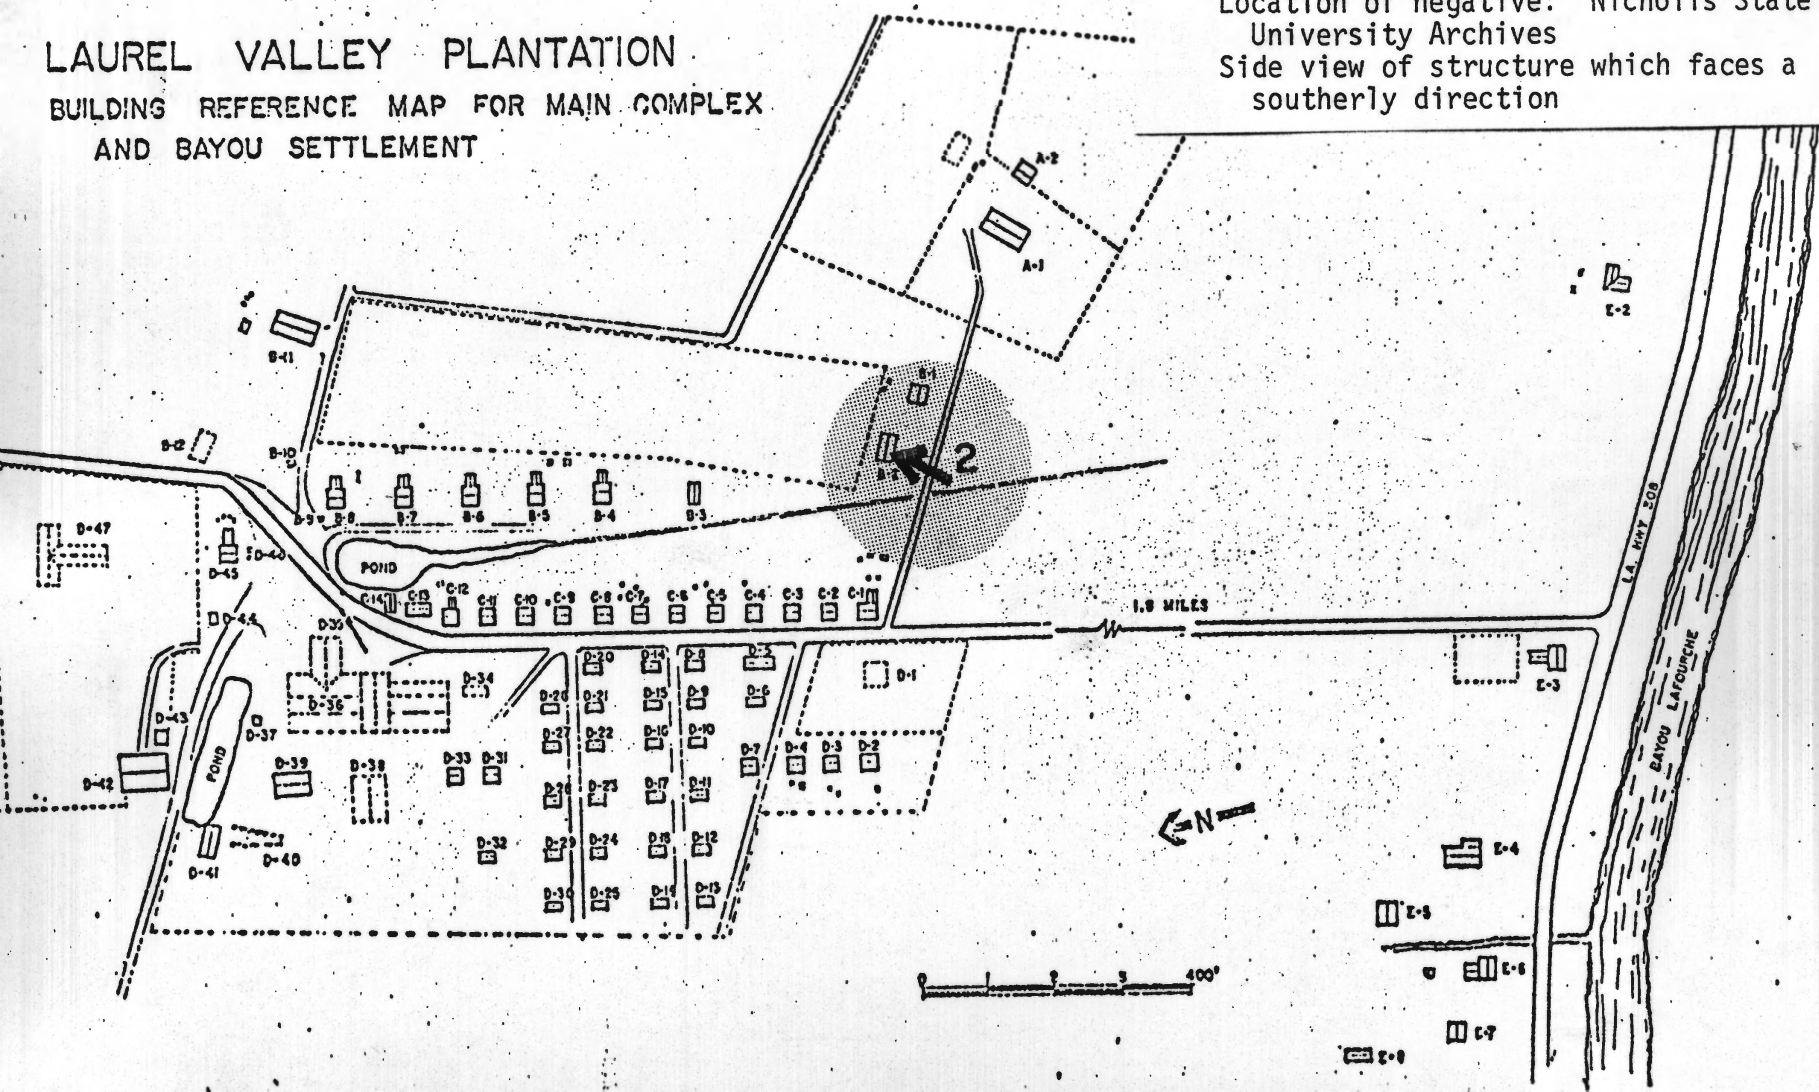 LAUREL VALLEY PLANTATION
BUILDING REFERENCE MAP FOR MAIN COMPLEX
AND BAYOU SETTLEMENT
Location of negative: Nicholls State
University Archives
Side view of structure which faces a
southerly direction
A-2
A-1
E-2
B-11
B-1
B-12
B-10
2
B-8
B-7
B-6
B-5
B-4
B-3
D-47
D-45
POND
C-14
C-13
C-12
C-11
C-10
C-9
C-8
C-7
C-6
C-5
C-4
C-3
C-2
C-1
1.9 MILES
LA HWY 308
BAYOU LAFOURCHE
D-44
D-35
D-36
D-34
D-20
D-14
D-8
D-5
D-1
E-3
D-21
D-15
D-9
D-6
D-43
D-37
D-27
D-22
D-16
D-10
D-42
POND
D-39
D-38
D-33
D-31
D-7
D-4
D-3
D-2
D-23
D-17
D-11
N
D-41
D-40
D-32
D-29
D-24
D-18
D-12
E-4
D-30
D-25
D-19
D-13
E-5
E-6
0 1 2 3 400'
E-7